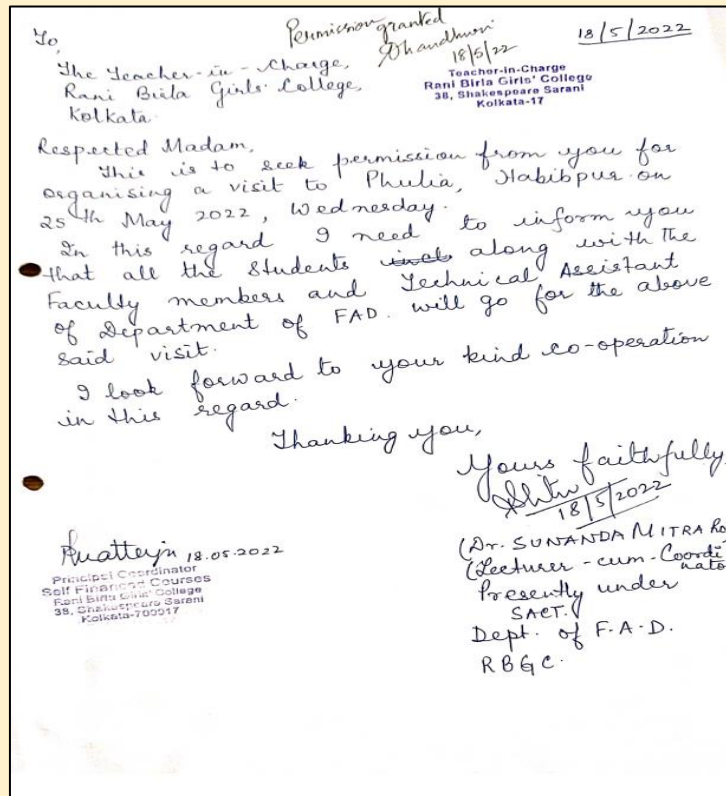 Permission granted
18/5/22
18/5/2022
Teacher-in-Charge
Rani Birla Girls' College
38, Shakespeare Sarani
Kolkata-17
To,
The Teacher-in-Charge,
Rani Birla Girls' College,
Kolkata.
Respected Madam,
This is to seek permission from you for
organising a visit to Phulia, Habibpur on
25th May 2022, Wednesday.
In this regard I need to inform you
that all the students along with the
Faculty members and Technical Assistant
of Department of FAD. will go for the above
said visit.
I look forward to your kind co-operation
in this regard.
Thanking you,
Yours faithfully,
18/5/2022
(Dr. SUNANDA MITRA Ro
(Lecturer-cum-Coordi
nato
Presently under
SACT.)
Dept. of F.A.D.
RBGC.
18.05.2022
Principal Coordinator
Self Financed Courses
Rani Birla Girls' College
38, Shakespeare Sarani
Kolkata-700017